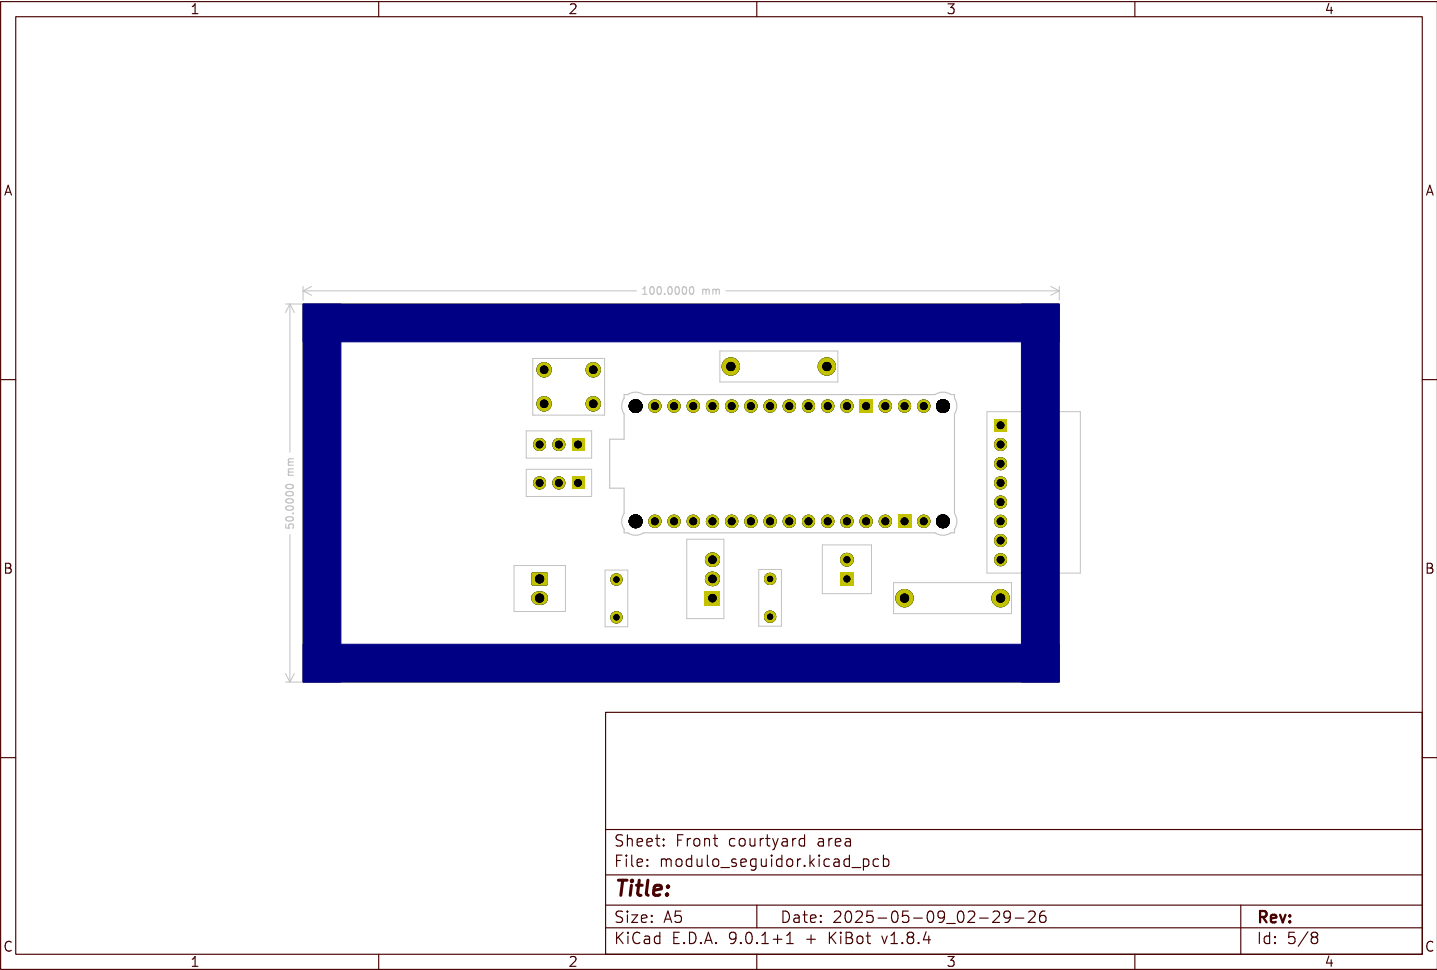 1 2 3 4
A A
100.0000 mm
50.0000 mm
B B
Sheet: Front courtyard area
File: modulo_seguidor.kicad_pcb
Title:
Size: A5 Date: 2025-05-09_02-29-26 Rev:
KiCad E.D.A. 9.0.1+1 + KiBot v1.8.4 Id: 5/8
C C
1 2 3 4